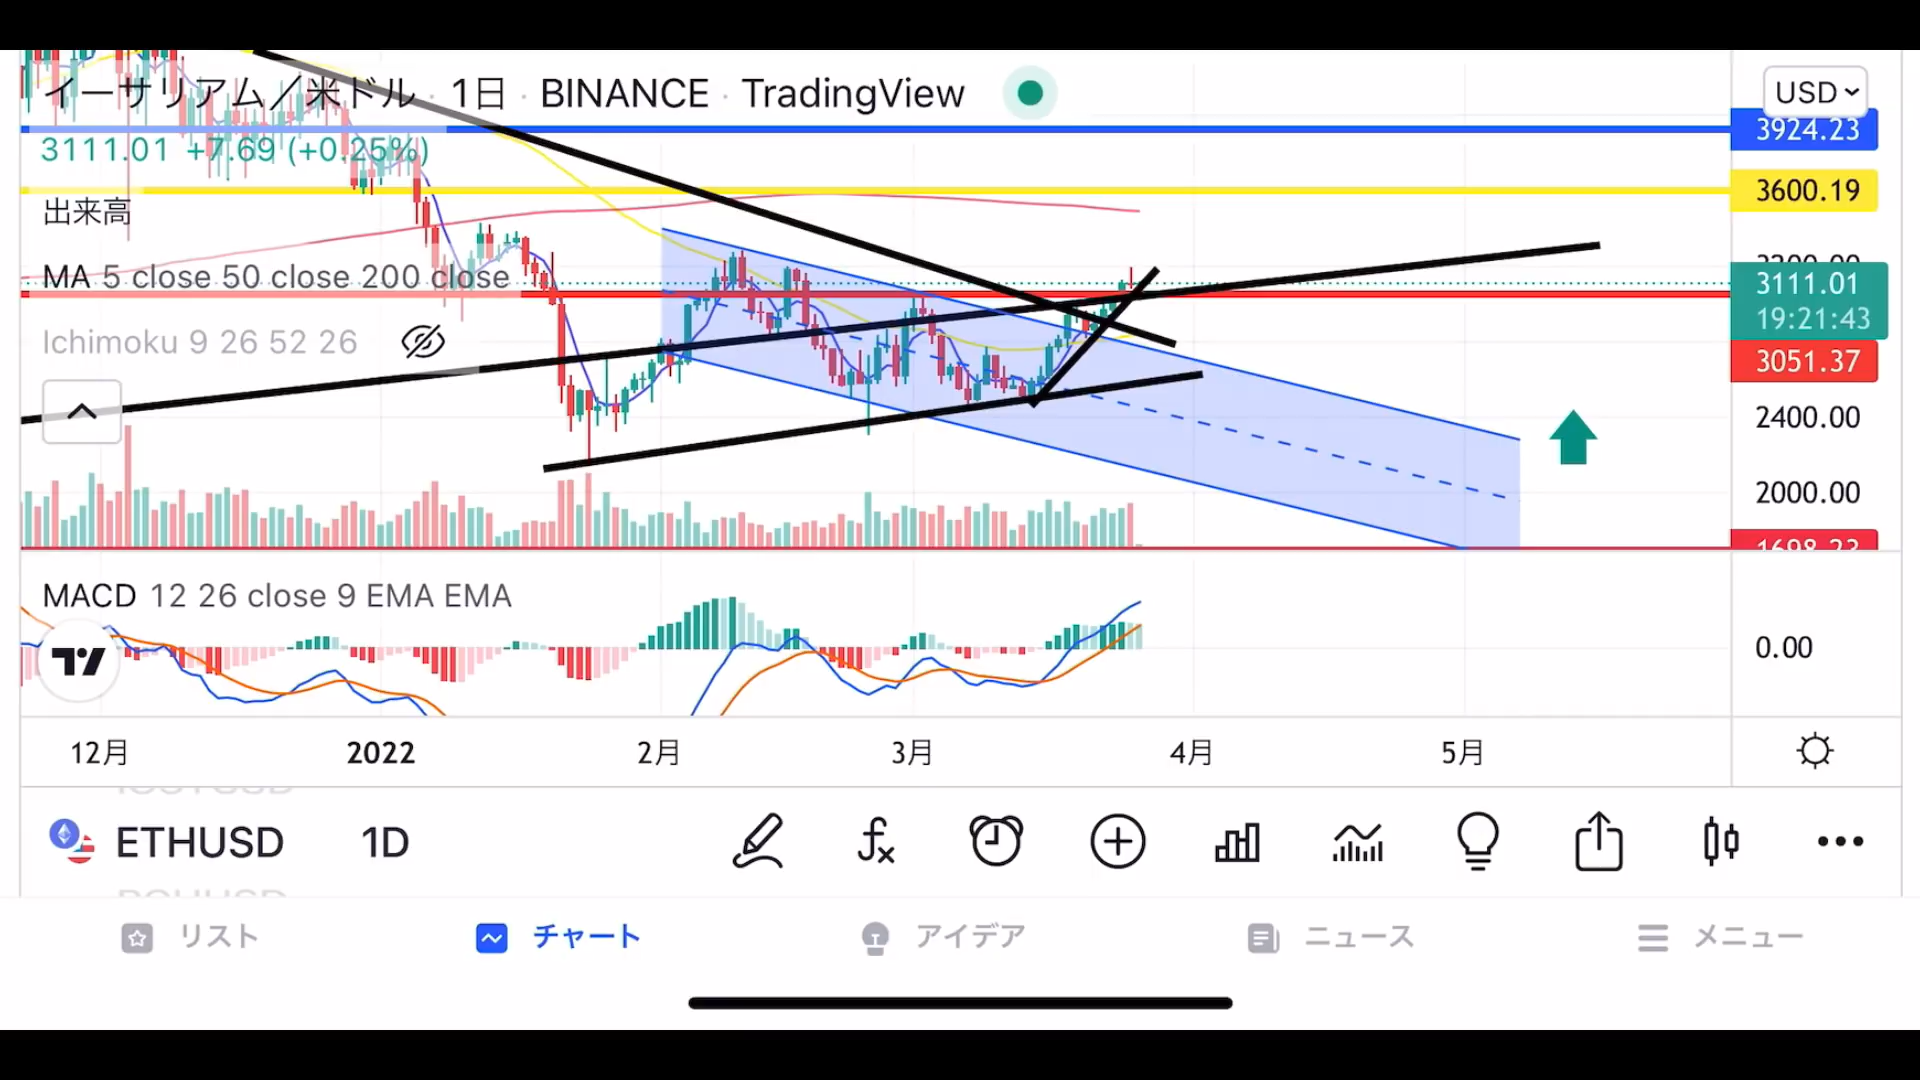 イーサリアム／米ドル · 1日 · BINANCE · TradingView
USD
3924.23
3111.01 +7.69 (+0.25%)
3600.19
出来高
3200.00
MA 5 close 50 close 200 close
3111.01
19:21:43
Ichimoku 9 26 52 26
3051.37
2400.00
2000.00
1698.23
MACD 12 26 close 9 EMA EMA
0.00
12月 2022 2月 3月 4月 5月
ETHUSD 1D
リスト チャート アイデア ニュース メニュー